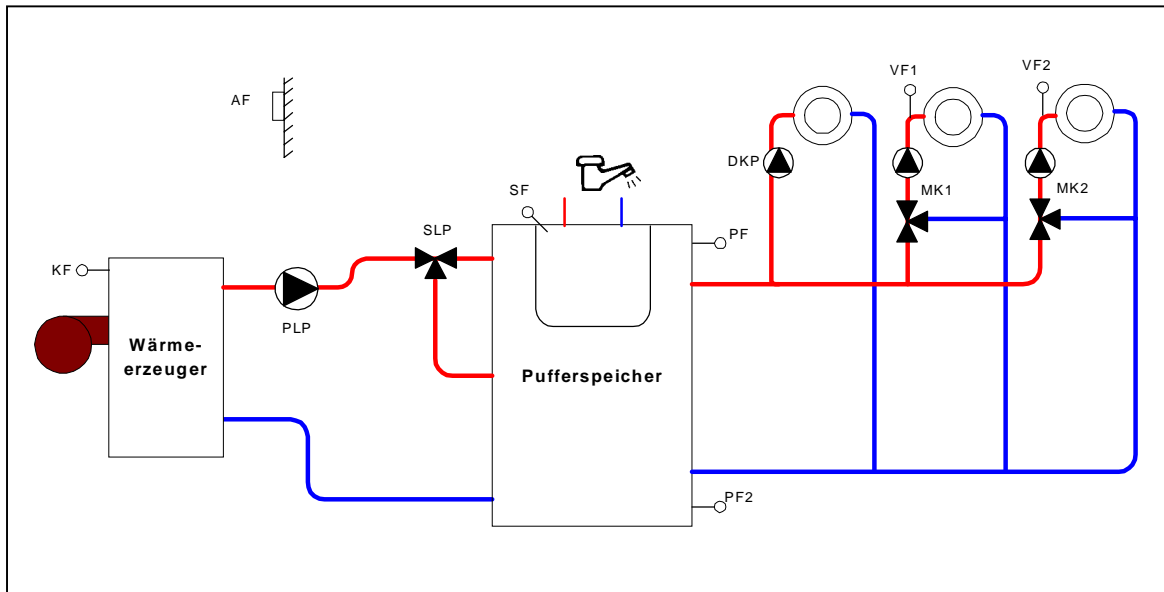 AF
VF1
VF2
DKP
MK1
MK2
SF
SLP
PF
KF
PLP
Wärme-
erzeuger
Pufferspeicher
PF2